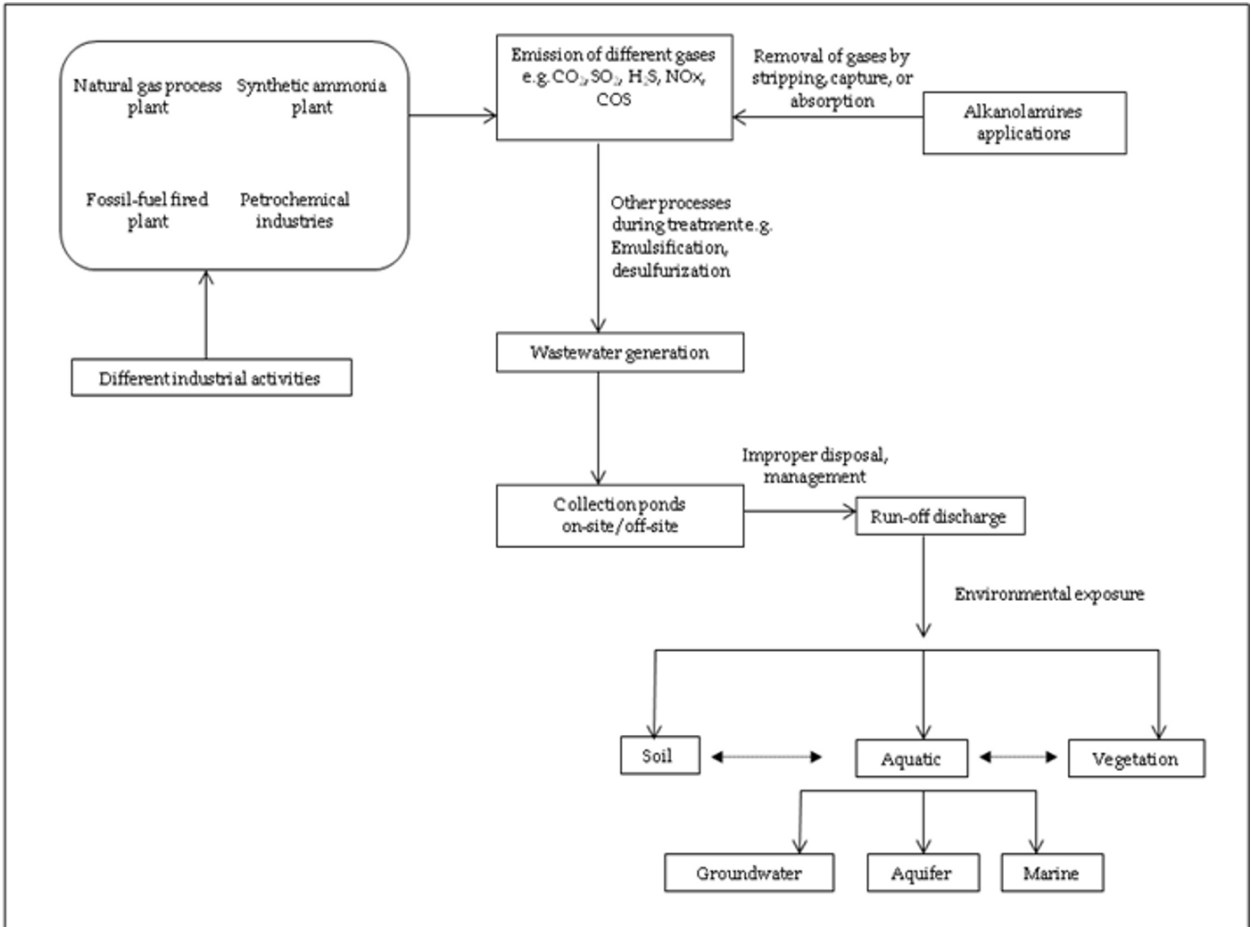 Natural gas process
plant
Synthetic ammonia
plant
Fossil-fuel fired
plant
Petrochemical
industries
Different industrial activities
Emission of different gases
e.g. CO₂, SO₂, H₂S, NOx,
COS
Removal of gases by
stripping, capture, or
absorption
Alkanolamines
applications
Other processes
during treatment e.g.
Emulsification,
desulfurization
Wastewater generation
Collection ponds
on-site/off-site
Improper disposal,
management
Run-off discharge
Environmental exposure
Soil
Aquatic
Vegetation
Groundwater
Aquifer
Marine